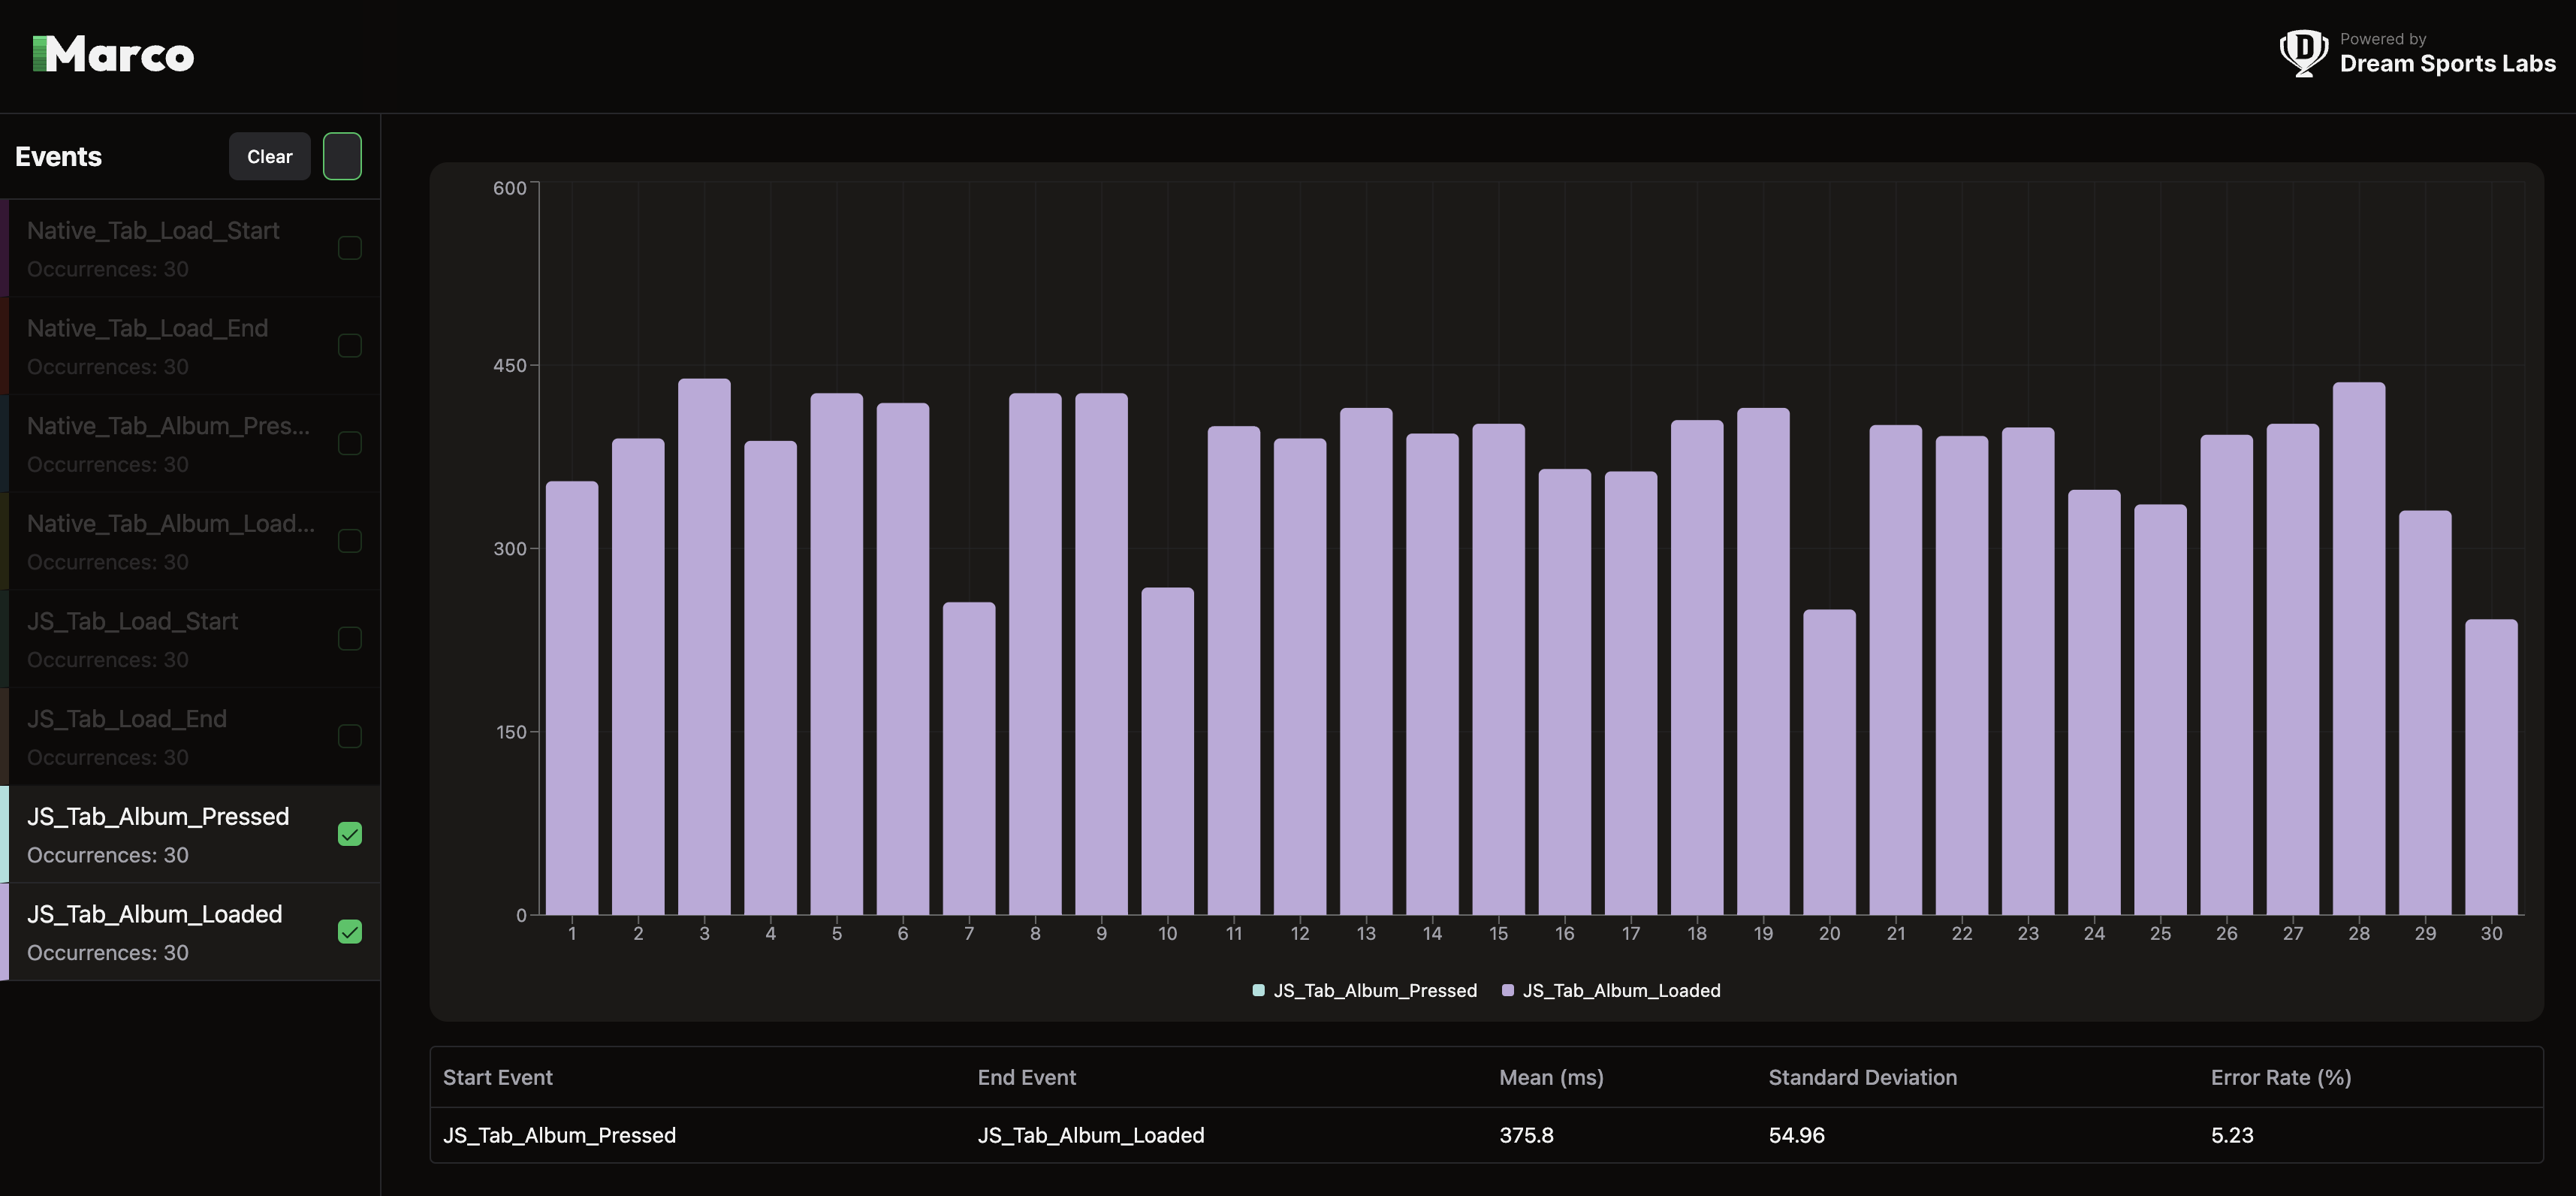 Marco
Powered by
Dream Sports Labs
Events
Clear
Native_Tab_Load_Start
Occurrences: 30
Native_Tab_Load_End
Occurrences: 30
Native_Tab_Album_Pres...
Occurrences: 30
Native_Tab_Album_Load...
Occurrences: 30
JS_Tab_Load_Start
Occurrences: 30
JS_Tab_Load_End
Occurrences: 30
JS_Tab_Album_Pressed
Occurrences: 30
JS_Tab_Album_Loaded
Occurrences: 30
600
450
300
150
0
1 2 3 4 5 6 7 8 9 10 11 12 13 14 15 16 17 18 19 20 21 22 23 24 25 26 27 28 29 30
JS_Tab_Album_Pressed JS_Tab_Album_Loaded
Start Event End Event Mean (ms) Standard Deviation Error Rate (%)
JS_Tab_Album_Pressed JS_Tab_Album_Loaded 375.8 54.96 5.23